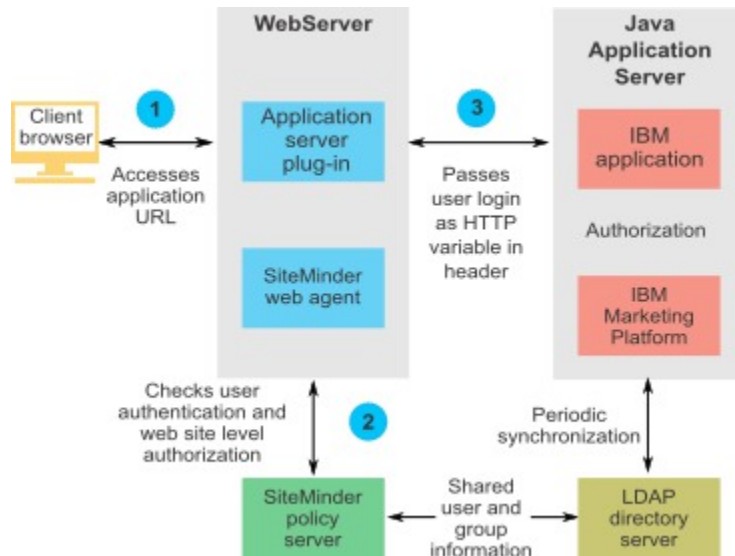 WebServer
Java
Application
Server
Client
browser
1
Accesses
application
URL
Application
server
plug-in
3
Passes
user login
as HTTP
variable in
header
IBM
application
Authorization
SiteMinder
web agent
IBM
Marketing
Platform
Checks user
authentication and
web site level
authorization
2
Periodic
synchronization
SiteMinder
policy
server
Shared
user and
group
information
LDAP
directory
server